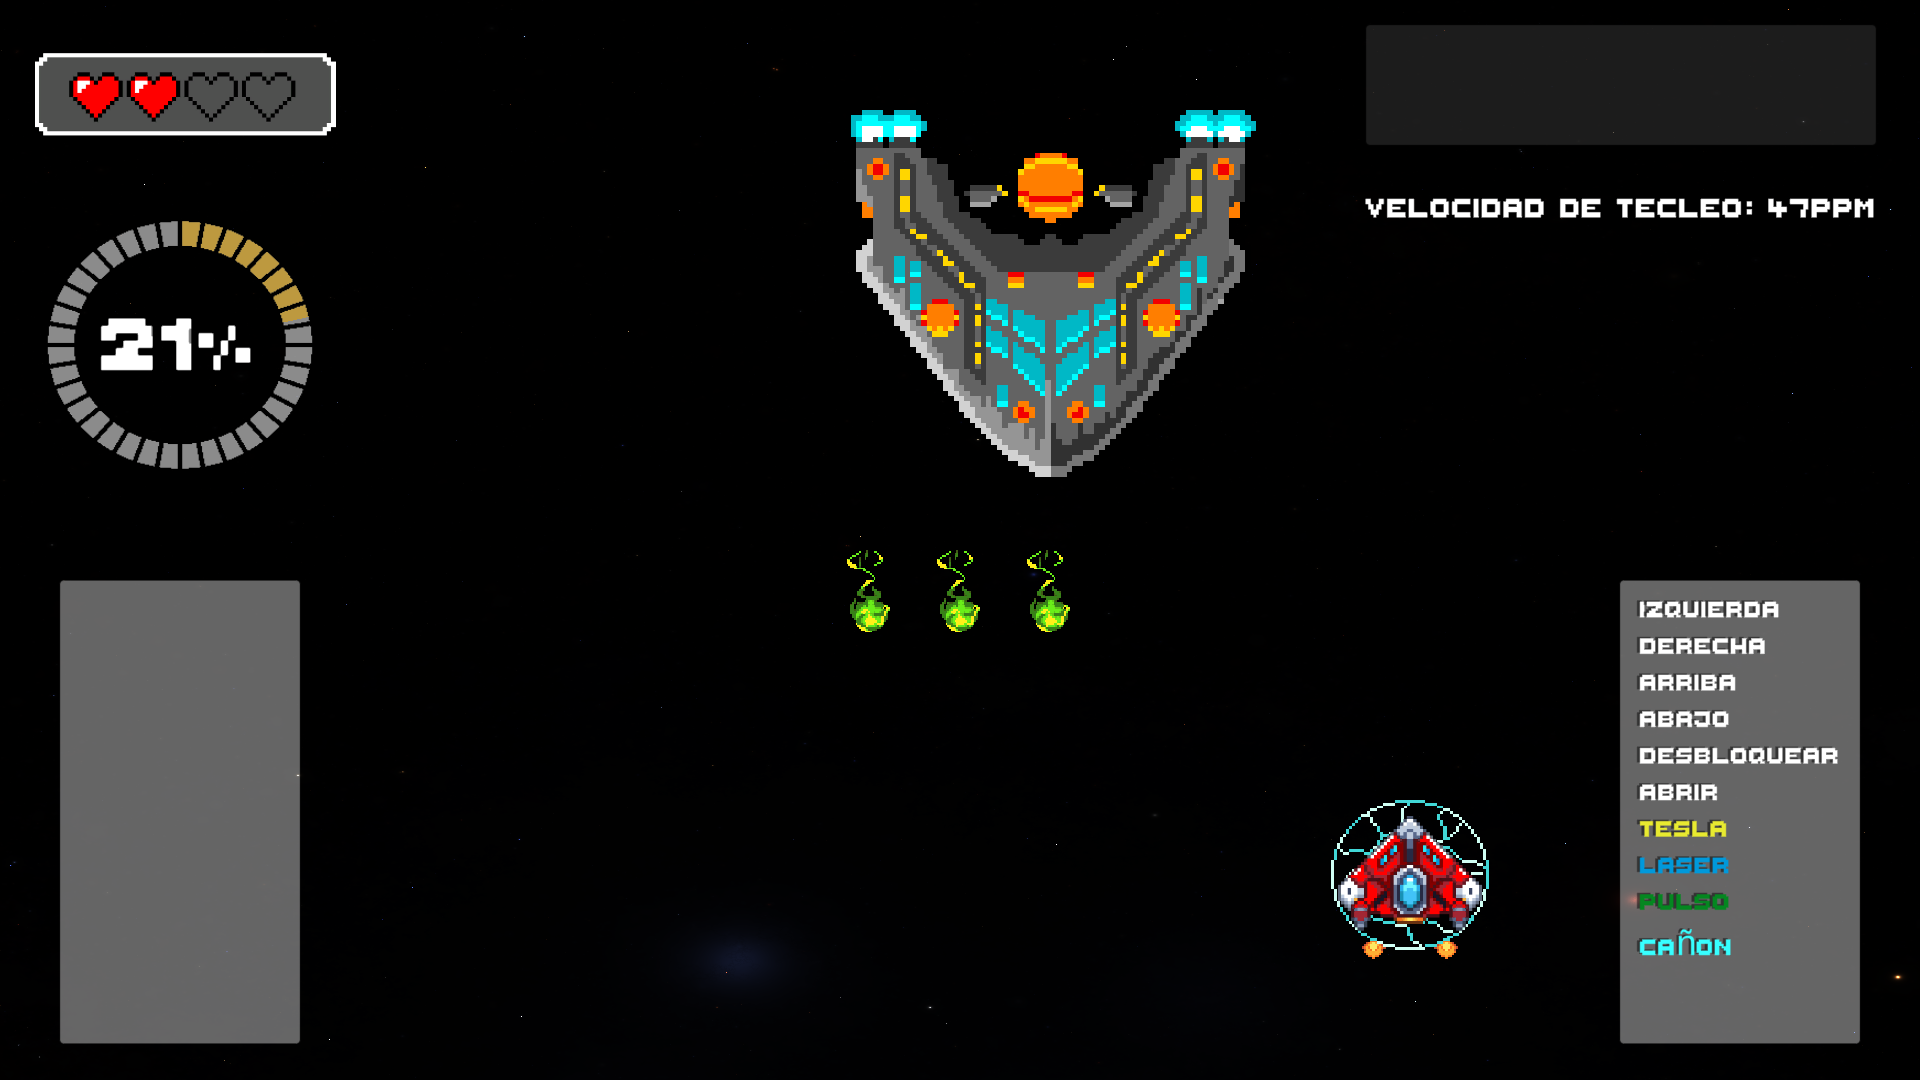 VELOCIDAD DE TECLEO: 47PPM
21%
IZQUIERDA
DERECHA
ARRIBA
ABAJO
DESBLOQUEAR
ABRIR
TESLA
LASER
PULSO
CAÑON